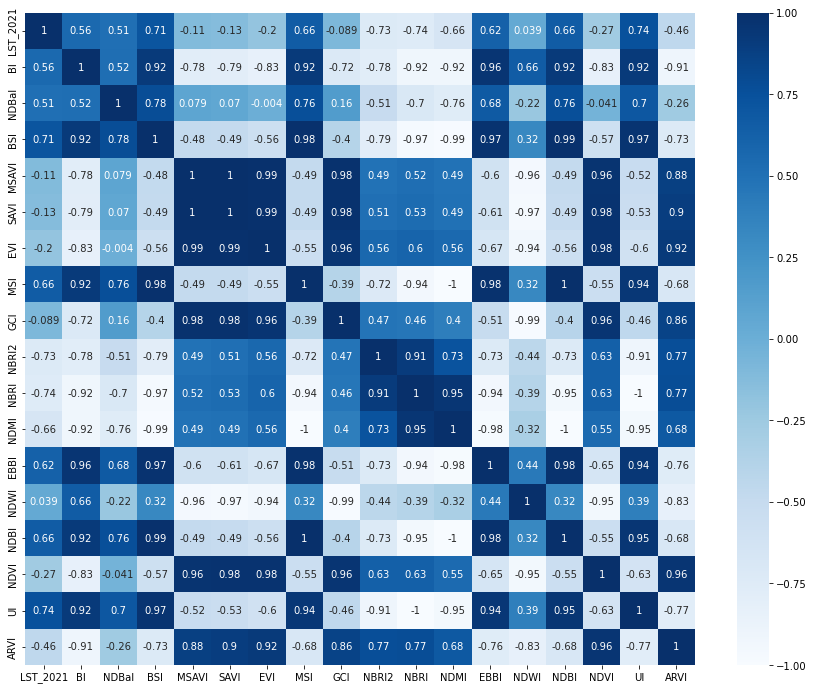 LST_2021 1 0.56 0.51 0.71 -0.11 -0.13 -0.2 0.66 -0.089 -0.73 -0.74 -0.66 0.62 0.039 0.66 -0.27 0.74 -0.46
BI 0.56 1 0.52 0.92 -0.78 -0.79 -0.83 0.92 -0.72 -0.78 -0.92 -0.92 0.96 0.66 0.92 -0.83 0.92 -0.91
NDBaI 0.51 0.52 1 0.78 0.079 0.07 -0.004 0.76 0.16 -0.51 -0.7 -0.76 0.68 -0.22 0.76 -0.041 0.7 -0.26
BSI 0.71 0.92 0.78 1 -0.48 -0.49 -0.56 0.98 -0.4 -0.79 -0.97 -0.99 0.97 0.32 0.99 -0.57 0.97 -0.73
MSAVI -0.11 -0.78 0.079 -0.48 1 1 0.99 -0.49 0.98 0.49 0.52 0.49 -0.6 -0.96 -0.49 0.96 -0.52 0.88
SAVI -0.13 -0.79 0.07 -0.49 1 1 0.99 -0.49 0.98 0.51 0.53 0.49 -0.61 -0.97 -0.49 0.98 -0.53 0.9
EVI -0.2 -0.83 -0.004 -0.56 0.99 0.99 1 -0.55 0.96 0.56 0.6 0.56 -0.67 -0.94 -0.56 0.98 -0.6 0.92
MSI 0.66 0.92 0.76 0.98 -0.49 -0.49 -0.55 1 -0.39 -0.72 -0.94 -1 0.98 0.32 1 -0.55 0.94 -0.68
GCI -0.089 -0.72 0.16 -0.4 0.98 0.98 0.96 -0.39 1 0.47 0.46 0.4 -0.51 -0.99 -0.4 0.96 -0.46 0.86
NBRI2 -0.73 -0.78 -0.51 -0.79 0.49 0.51 0.56 -0.72 0.47 1 0.91 0.73 -0.73 -0.44 -0.73 0.63 -0.91 0.77
NBRI -0.74 -0.92 -0.7 -0.97 0.52 0.53 0.6 -0.94 0.46 0.91 1 0.95 -0.94 -0.39 -0.95 0.63 -1 0.77
NDMI -0.66 -0.92 -0.76 -0.99 0.49 0.49 0.56 -1 0.4 0.73 0.95 1 -0.98 -0.32 -1 0.55 -0.95 0.68
EBBI 0.62 0.96 0.68 0.97 -0.6 -0.61 -0.67 0.98 -0.51 -0.73 -0.94 -0.98 1 0.44 0.98 -0.65 0.94 -0.76
NDWI 0.039 0.66 -0.22 0.32 -0.96 -0.97 -0.94 0.32 -0.99 -0.44 -0.39 -0.32 0.44 1 0.32 -0.95 0.39 -0.83
NDBI 0.66 0.92 0.76 0.99 -0.49 -0.49 -0.56 1 -0.4 -0.73 -0.95 -1 0.98 0.32 1 -0.55 0.95 -0.68
NDVI -0.27 -0.83 -0.041 -0.57 0.96 0.98 0.98 -0.55 0.96 0.63 0.63 0.55 -0.65 -0.95 -0.55 1 -0.63 0.96
UI 0.74 0.92 0.7 0.97 -0.52 -0.53 -0.6 0.94 -0.46 -0.91 -1 -0.95 0.94 0.39 0.95 -0.63 1 -0.77
ARVI -0.46 -0.91 -0.26 -0.73 0.88 0.9 0.92 -0.68 0.86 0.77 0.77 0.68 -0.76 -0.83 -0.68 0.96 -0.77 1
LST_2021 BI NDBaI BSI MSAVI SAVI EVI MSI GCI NBRI2 NBRI NDMI EBBI NDWI NDBI NDVI UI ARVI
1.00
0.75
0.50
0.25
0.00
-0.25
-0.50
-0.75
-1.00